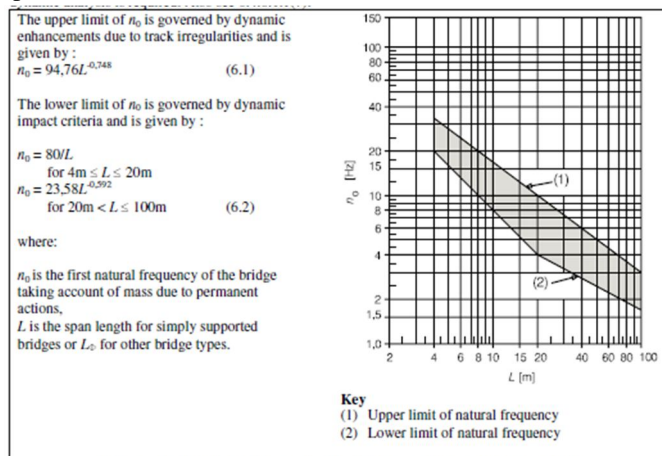 The upper limit of n₀ is governed by dynamic
enhancements due to track irregularities and is
given by :
n₀ = 94,76L⁻⁰,⁷⁴⁸ (6.1)
The lower limit of n₀ is governed by dynamic
impact criteria and is given by :
n₀ = 80/L
for 4m ≤ L ≤ 20m
n₀ = 23,58L⁻⁰,⁵⁹²
for 20m < L ≤ 100m (6.2)
where:
n₀ is the first natural frequency of the bridge
taking account of mass due to permanent
actions,
L is the span length for simply supported
bridges or LΦ for other bridge types.
150
100
80
60
40
20
15
10
8
6
4
2
1,5
1,0
n₀ [Hz]
(1)
(2)
2 4 6 8 10 15 20 40 60 80 100
L [m]
Key
(1) Upper limit of natural frequency
(2) Lower limit of natural frequency